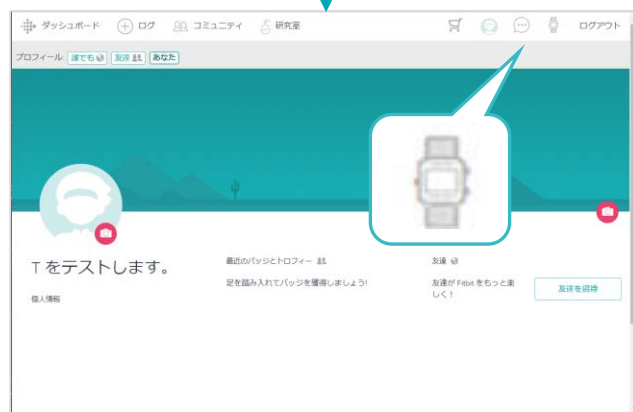 ダッシュボード ログ コミュニティ 研究室 ログアウト
プロフィール: 誰でも 友達 あなた
T をテストします。
個人情報
最近のバッジとトロフィー
足を踏み入れてバッジを獲得しましょう!
友達
友達が Fitbit をもっと楽
しく!
友達を招待